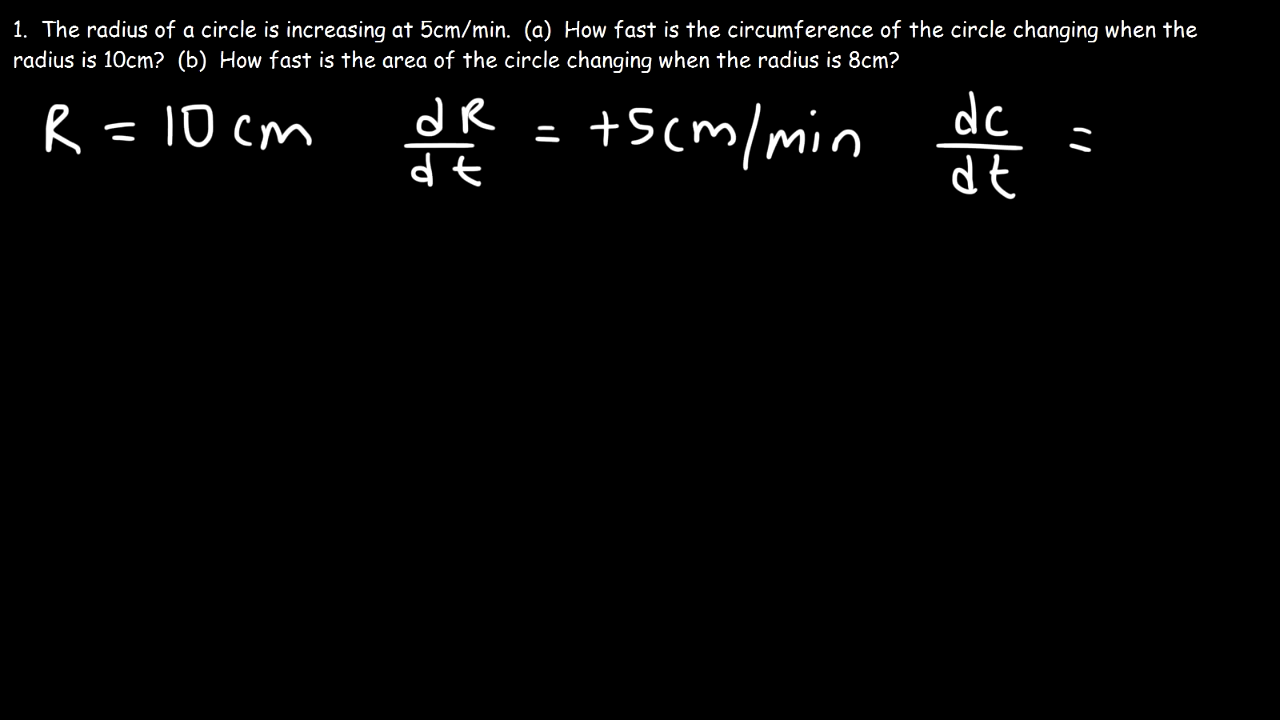 1. The radius of a circle is increasing at 5cm/min. (a) How fast is the circumference of the circle changing when the
radius is 10cm? (b) How fast is the area of the circle changing when the radius is 8cm?
R = 10 cm dR/dt = +5cm/min dc/dt =